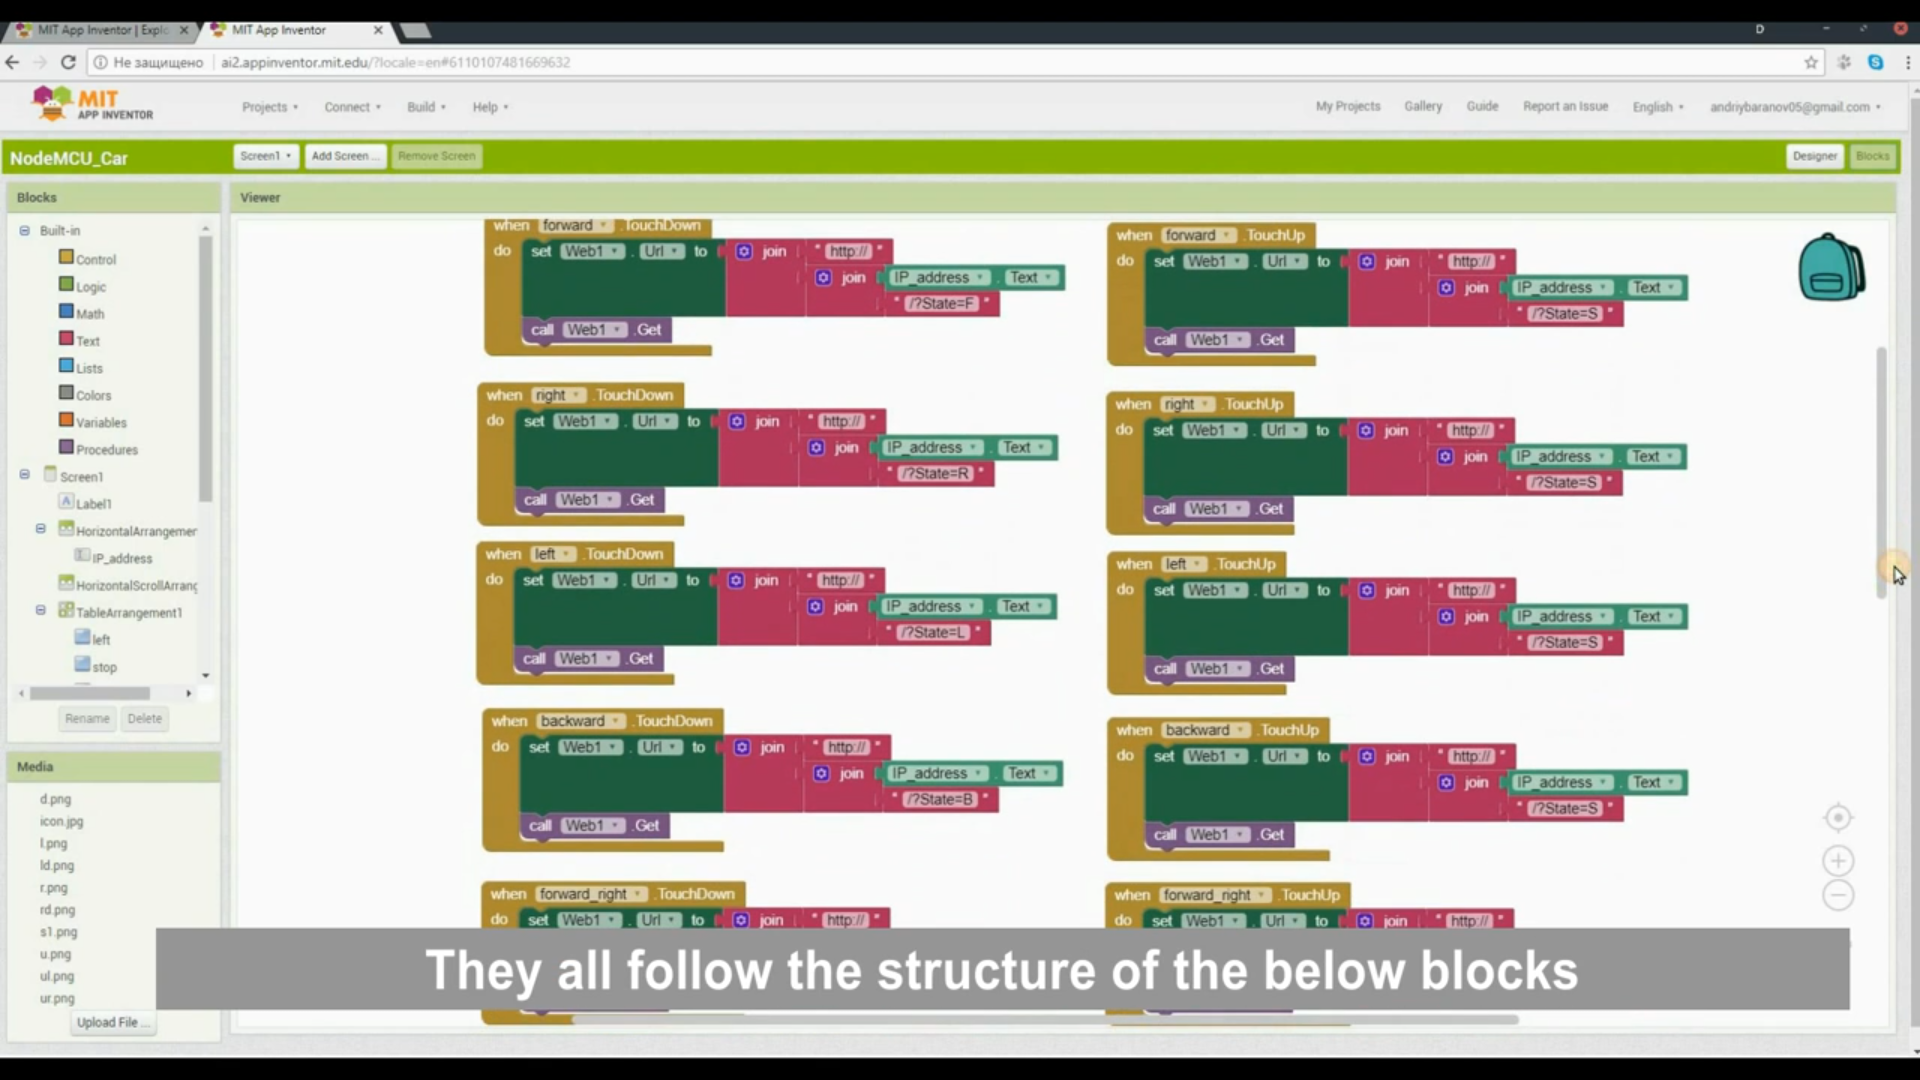 MIT App Inventor | Explo
MIT App Inventor
D
Не защищено
ai2.appinventor.mit.edu/?locale=en#6110107481669632
MIT
APP INVENTOR
Projects
Connect
Build
Help
My Projects
Gallery
Guide
Report an Issue
English
andriybaranov05@gmail.com
NodeMCU_Car
Screen1
Add Screen ...
Remove Screen
Designer
Blocks
Blocks
Built-in
Control
Logic
Math
Text
Lists
Colors
Variables
Procedures
Screen1
Label1
HorizontalArrangemer
IP_address
HorizontalScrollArrang
TableArrangement1
left
stop
Rename
Delete
Media
d.png
icon.jpg
l.png
ld.png
r.png
rd.png
s1.png
u.png
ul.png
ur.png
Upload File ...
Viewer
when forward .TouchDown
do set Web1 . Url to join " http:// "
join IP_address . Text
" /?State=F "
call Web1 .Get
when forward .TouchUp
do set Web1 . Url to join " http:// "
join IP_address . Text
" /?State=S "
call Web1 .Get
when right .TouchDown
do set Web1 . Url to join " http:// "
join IP_address . Text
" /?State=R "
call Web1 .Get
when right .TouchUp
do set Web1 . Url to join " http:// "
join IP_address . Text
" /?State=S "
call Web1 .Get
when left .TouchDown
do set Web1 . Url to join " http:// "
join IP_address . Text
" /?State=L "
call Web1 .Get
when left .TouchUp
do set Web1 . Url to join " http:// "
join IP_address . Text
" /?State=S "
call Web1 .Get
when backward .TouchDown
do set Web1 . Url to join " http:// "
join IP_address . Text
" /?State=B "
call Web1 .Get
when backward .TouchUp
do set Web1 . Url to join " http:// "
join IP_address . Text
" /?State=S "
call Web1 .Get
when forward_right .TouchDown
do set Web1 . Url to join " http:// "
when forward_right .TouchUp
do set Web1 . Url to join " http:// "
They all follow the structure of the below blocks